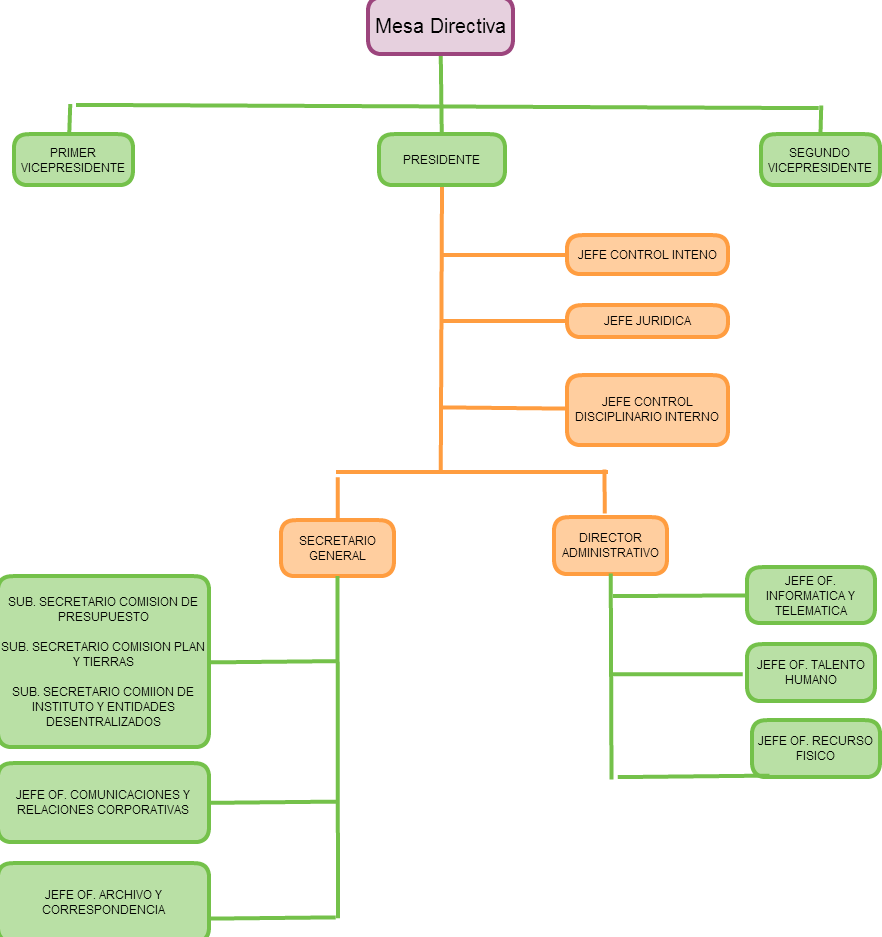 Mesa Directiva
PRIMER
VICEPRESIDENTE
PRESIDENTE
SEGUNDO
VICEPRESIDENTE
JEFE CONTROL INTENO
JEFE JURIDICA
JEFE CONTROL
DISCIPLINARIO INTERNO
SECRETARIO
GENERAL
DIRECTOR
ADMINISTRATIVO
SUB. SECRETARIO COMISION DE
PRESUPUESTO
SUB. SECRETARIO COMISION PLAN
Y TIERRAS
SUB. SECRETARIO COMIION DE
INSTITUTO Y ENTIDADES
DESENTRALIZADOS
JEFE OF. COMUNICACIONES Y
RELACIONES CORPORATIVAS
JEFE OF. ARCHIVO Y
CORRESPONDENCIA
JEFE OF.
INFORMATICA Y
TELEMATICA
JEFE OF. TALENTO
HUMANO
JEFE OF. RECURSO
FISICO